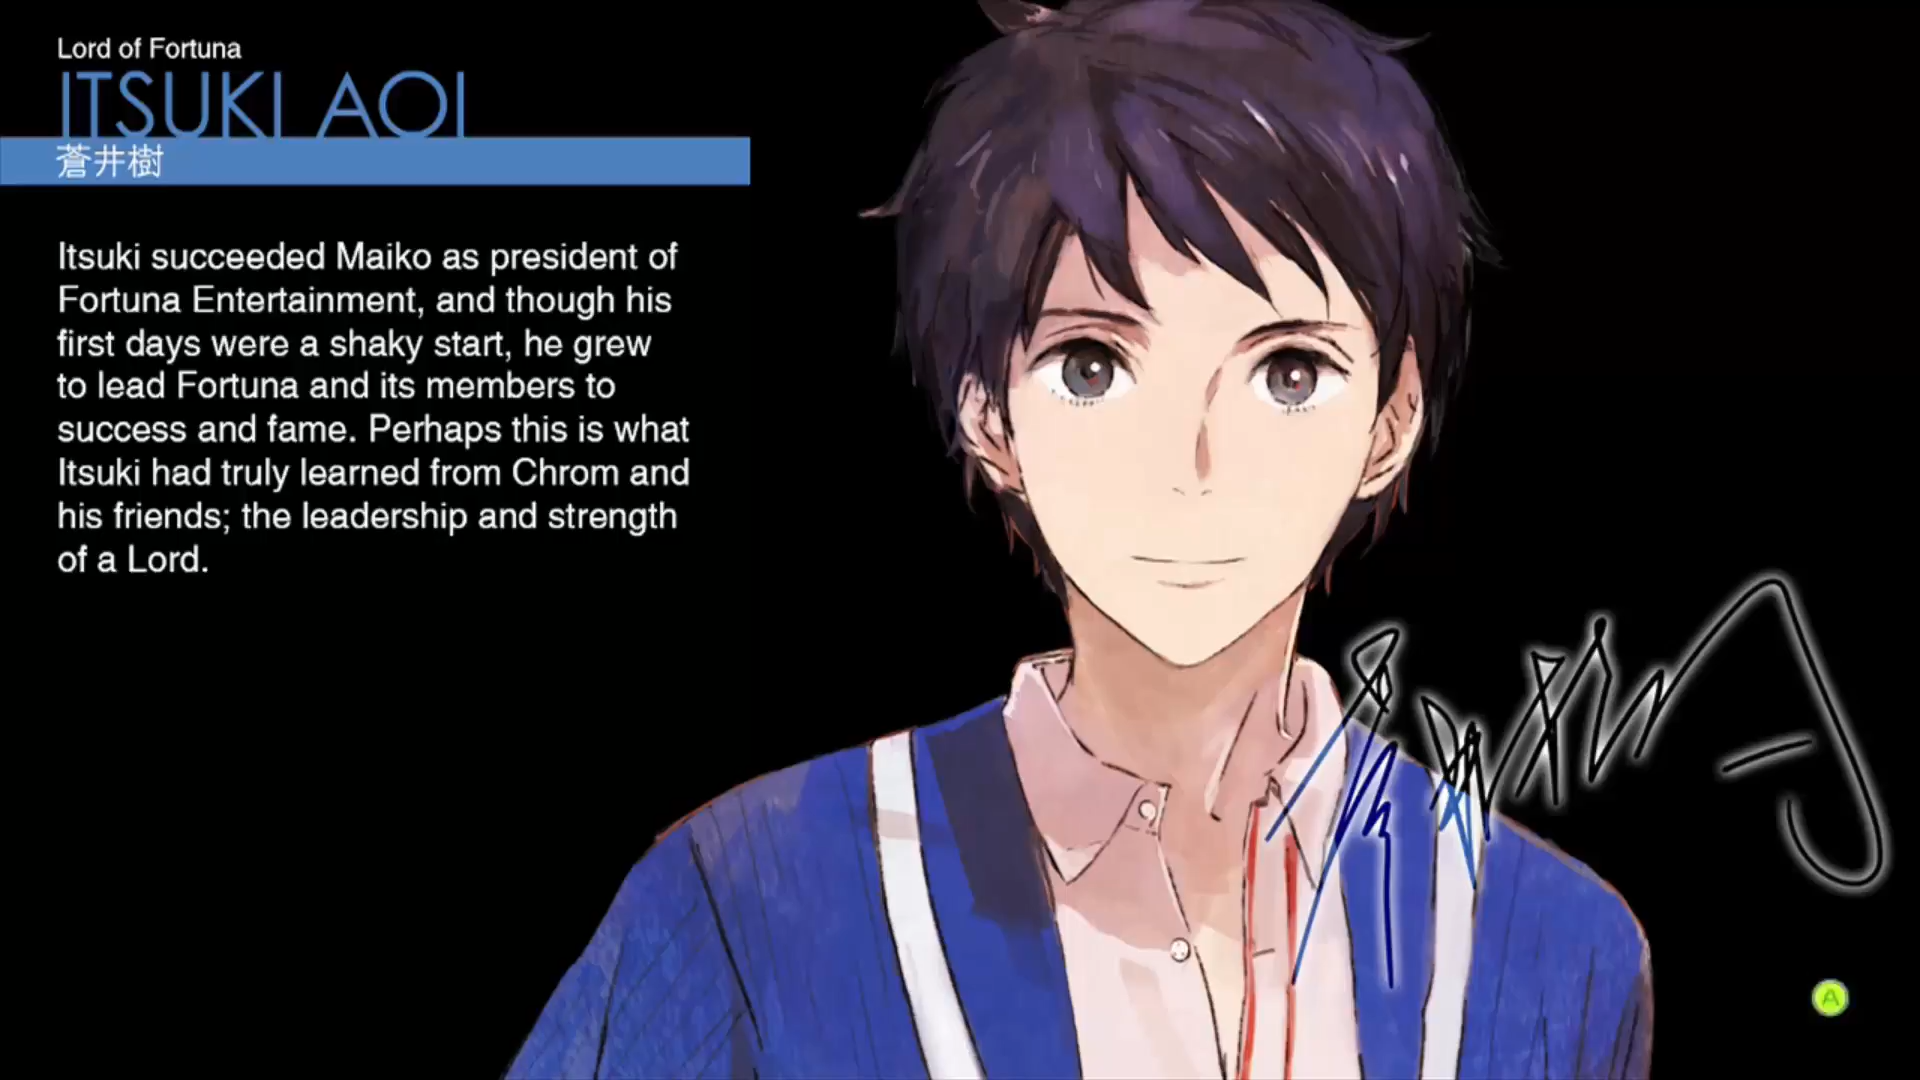 Lord of Fortuna
ITSUKI AOI
蒼井樹
Itsuki succeeded Maiko as president of
Fortuna Entertainment, and though his
first days were a shaky start, he grew
to lead Fortuna and its members to
success and fame. Perhaps this is what
Itsuki had truly learned from Chrom and
his friends; the leadership and strength
of a Lord.
A